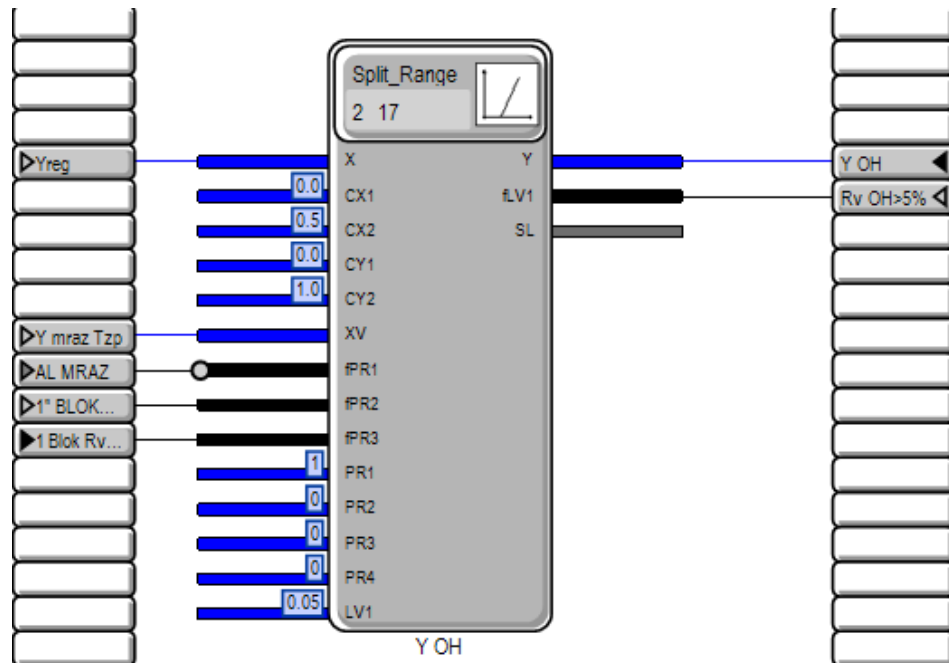 Split_Range
2 17
Yreg
X
Y
Y OH
0.0
CX1
fLV1
Rv OH>5%
0.5
CX2
SL
0.0
CY1
1.0
CY2
Y mraz Tzp
XV
AL MRAZ
fPR1
1" BLOK...
fPR2
1 Blok Rv...
fPR3
1
PR1
0
PR2
0
PR3
0
PR4
0.05
LV1
Y OH